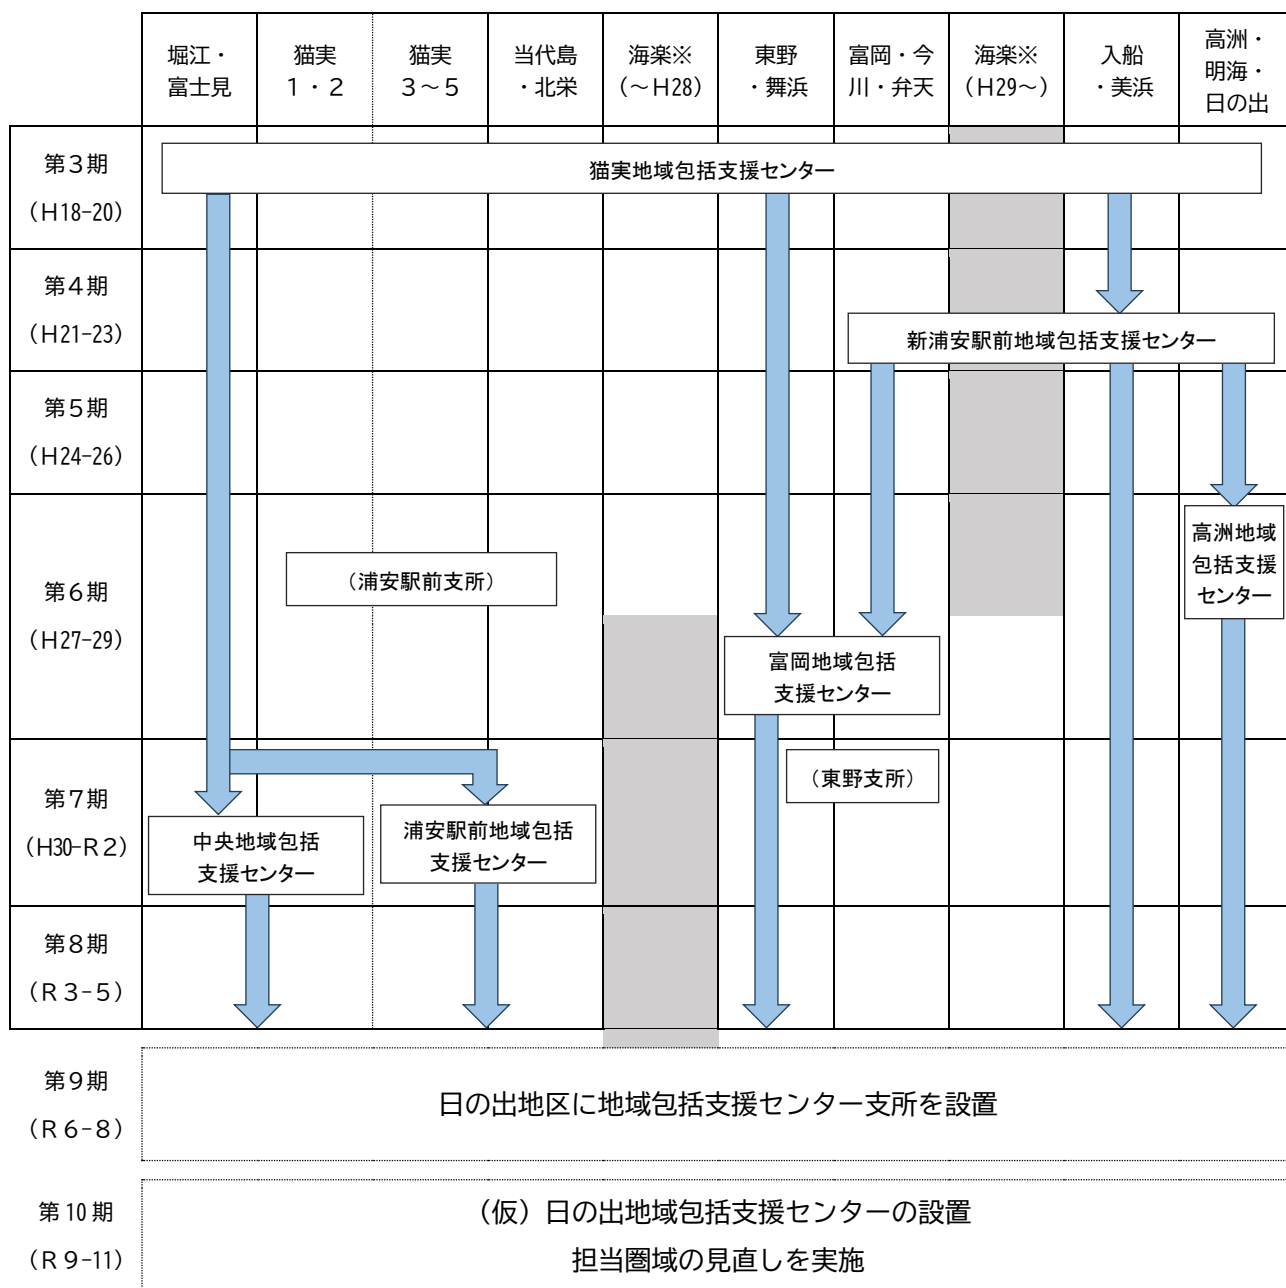 堀江・
富士見
猫実
１・２
猫実
３～５
当代島
・北栄
海楽※
(～H28)
東野
・舞浜
富岡・今
川・弁天
海楽※
(H29～)
入船
・美浜
高洲・
明海・
日の出
第３期
(H18-20)
猫実地域包括支援センター
第４期
(H21-23)
新浦安駅前地域包括支援センター
第５期
(H24-26)
第６期
(H27-29)
（浦安駅前支所）
高洲地域
包括支援
センター
富岡地域包括
支援センター
第７期
(H30-R２)
（東野支所）
中央地域包括
支援センター
浦安駅前地域包括
支援センター
第８期
(R３-５)
第９期
(R６-８)
日の出地区に地域包括支援センター支所を設置
第10期
(R９-11)
（仮）日の出地域包括支援センターの設置
担当圏域の見直しを実施